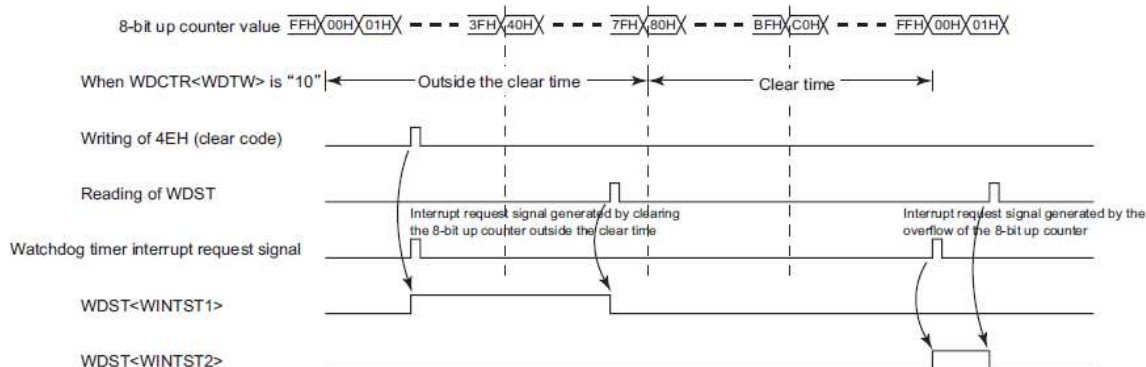 8-bit up counter value FFH 00H 01H 3FH 40H 7FH 80H BFH C0H FFH 00H 01H
When WDCTR<WDTW> is “10” Outside the clear time Clear time
Writing of 4EH (clear code)
Reading of WDST
Interrupt request signal generated by clearing
the 8-bit up counter outside the clear time
Interrupt request signal generated by the
overflow of the 8-bit up counter
Watchdog timer interrupt request signal
WDST<WINTST1>
WDST<WINTST2>